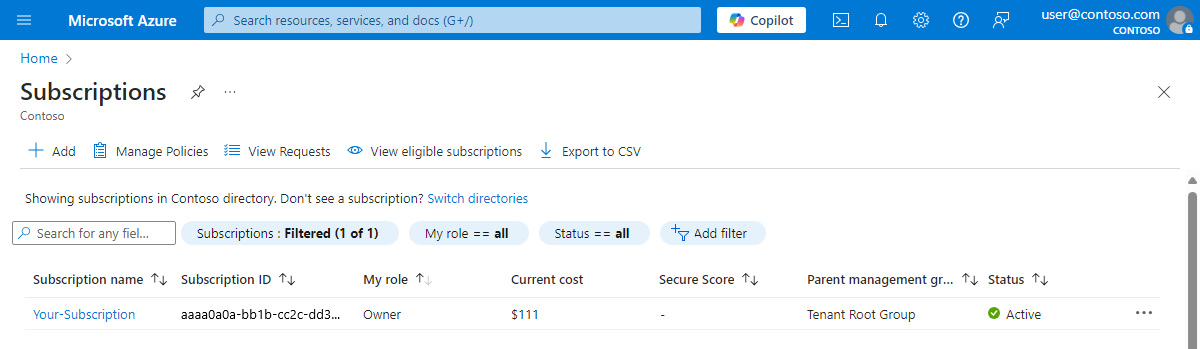 Microsoft Azure Search resources, services, and docs (G+/) Copilot user@contoso.com
CONTOSO
Home
Subscriptions ...
Contoso
Add Manage Policies View Requests View eligible subscriptions Export to CSV
Showing subscriptions in Contoso directory. Don't see a subscription? Switch directories
Search for any fiel... Subscriptions : Filtered (1 of 1) My role == all Status == all Add filter
Subscription name Subscription ID My role Current cost Secure Score Parent management gr... Status
Your-Subscription aaaa0a0a-bb1b-cc2c-dd3... Owner $111 - Tenant Root Group Active ...